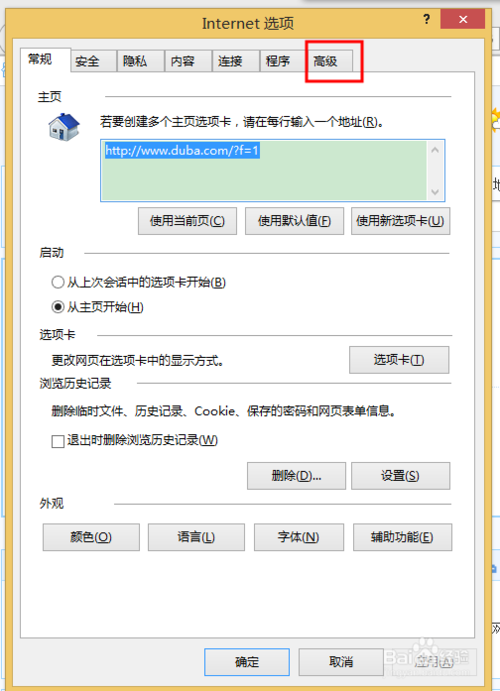 Internet 选项
?
常规 安全 隐私 内容 连接 程序 高级
主页
若要创建多个主页选项卡，请在每行输入一个地址(R)。
http://www.duba.com/?f=1
使用当前页(C) 使用默认值(F) 使用新选项卡(U)
启动
从上次会话中的选项卡开始(B)
从主页开始(H)
选项卡
更改网页在选项卡中的显示方式。 选项卡(T)
浏览历史记录
删除临时文件、历史记录、Cookie、保存的密码和网页表单信息。
退出时删除浏览历史记录(W)
删除(D)... 设置(S)
外观
颜色(O) 语言(L) 字体(N) 辅助功能(E)
确定 取消 应用(A)
Baidu经验